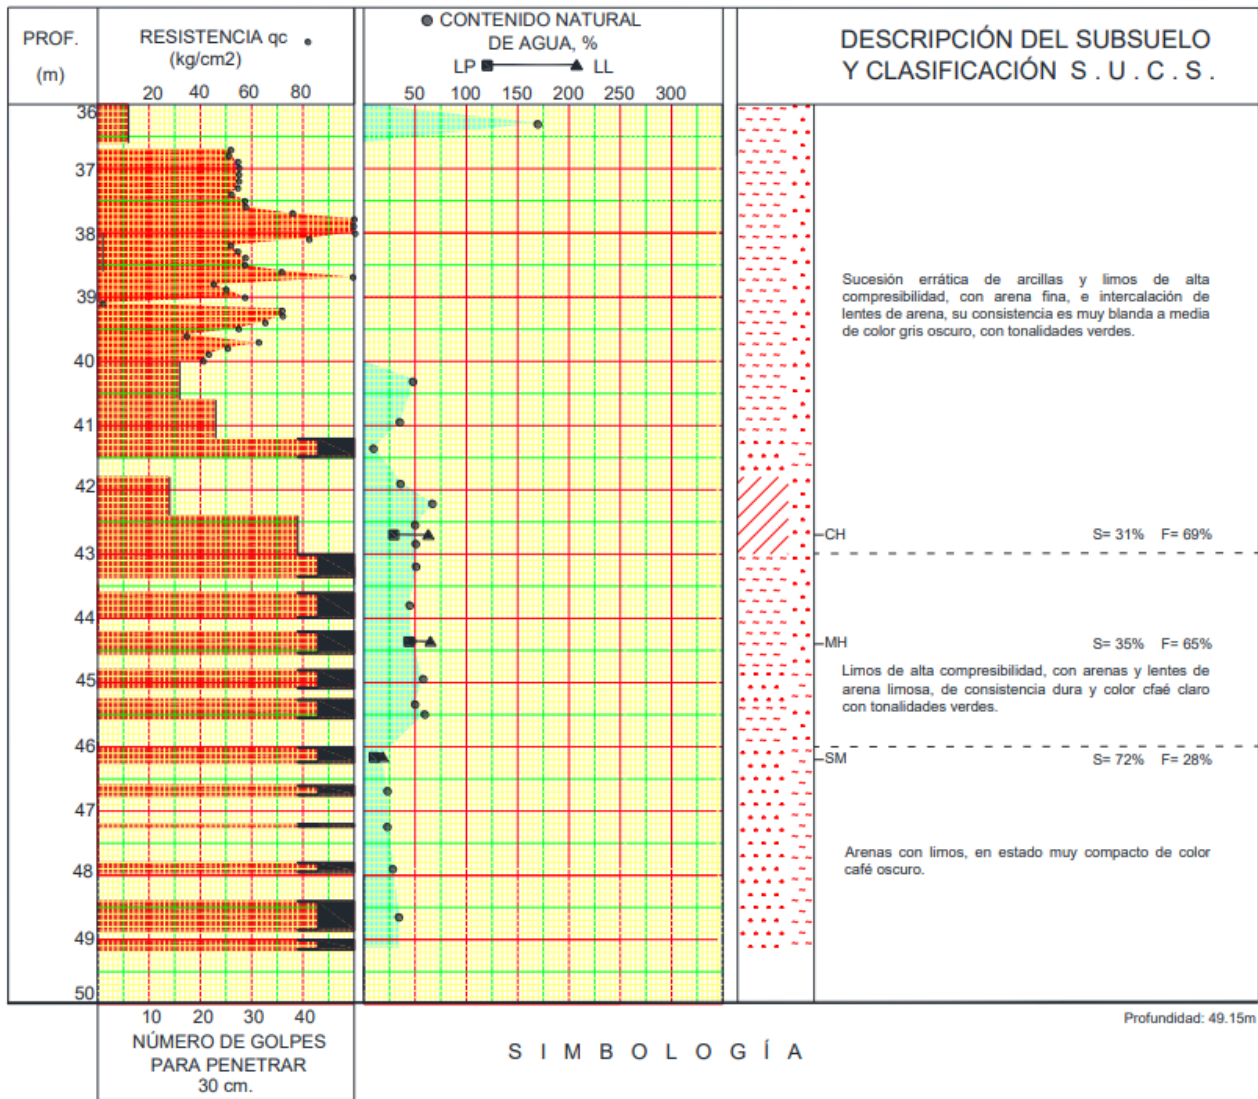 PROF.
(m)
RESISTENCIA qc
(kg/cm2)
20 40 60 80
CONTENIDO NATURAL
DE AGUA, %
LP LL
50 100 150 200 250 300
DESCRIPCIÓN DEL SUBSUELO
Y CLASIFICACIÓN S . U . C . S .
36
37
38
39
40
41
42
43
44
45
46
47
48
49
50
Sucesión errática de arcillas y limos de alta
compresibilidad, con arena fina, e intercalación de
lentes de arena, su consistencia es muy blanda a media
de color gris oscuro, con tonalidades verdes.
CH S= 31% F= 69%
MH S= 35% F= 65%
Limos de alta compresibilidad, con arenas y lentes de
arena limosa, de consistencia dura y color cfaé claro
con tonalidades verdes.
SM S= 72% F= 28%
Arenas con limos, en estado muy compacto de color
café oscuro.
10 20 30 40
NÚMERO DE GOLPES
PARA PENETRAR
30 cm.
Profundidad: 49.15m
S I M B O L O G Í A